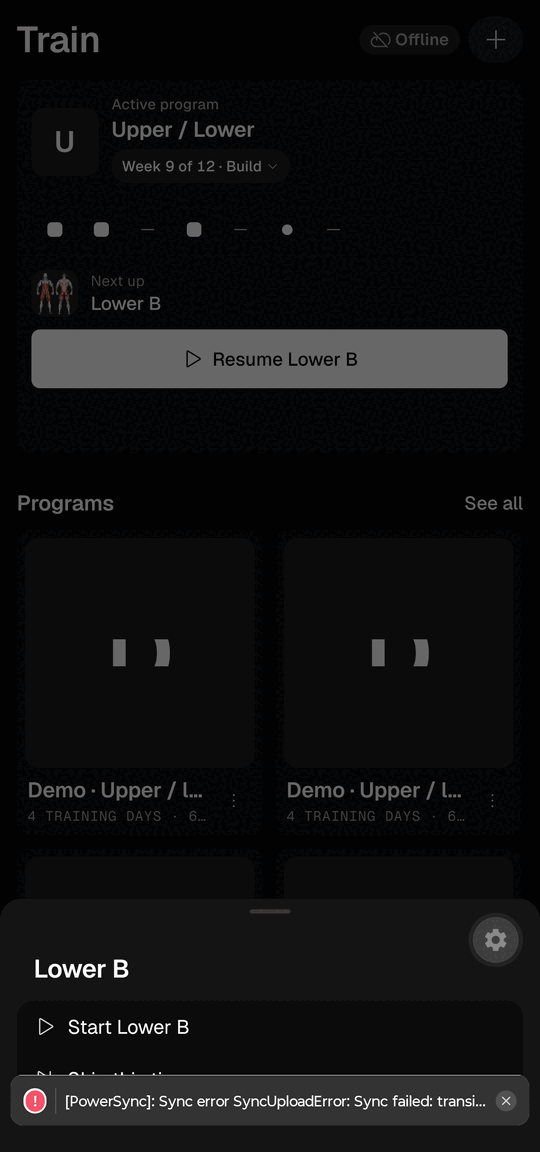 Train
Offline
Active program
U
Upper / Lower
Week 9 of 12 · Build
Next up
Lower B
Resume Lower B
Programs
See all
Demo · Upper / l...
4 TRAINING DAYS · 6…
Demo · Upper / l...
4 TRAINING DAYS · 6…
Lower B
Start Lower B
[PowerSync]: Sync error SyncUploadError: Sync failed: transi...